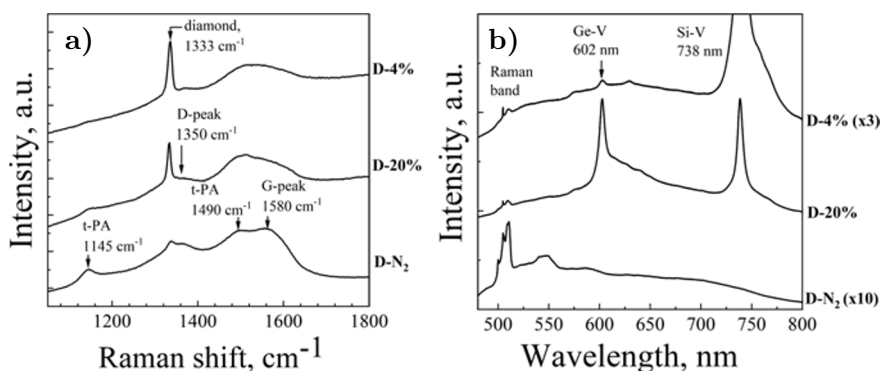 a)
diamond,
1333 cm-1
D-4%
D-peak
1350 cm-1
D-20%
t-PA
1490 cm-1
G-peak
1580 cm-1
t-PA
1145 cm-1
D-N2
Intensity, a.u.
1200 1400 1600 1800
Raman shift, cm-1
b)
Ge-V
602 nm
Si-V
738 nm
Raman
band
D-4% (x3)
D-20%
D-N2 (x10)
Intensity, a.u.
500 550 600 650 700 750 800
Wavelength, nm